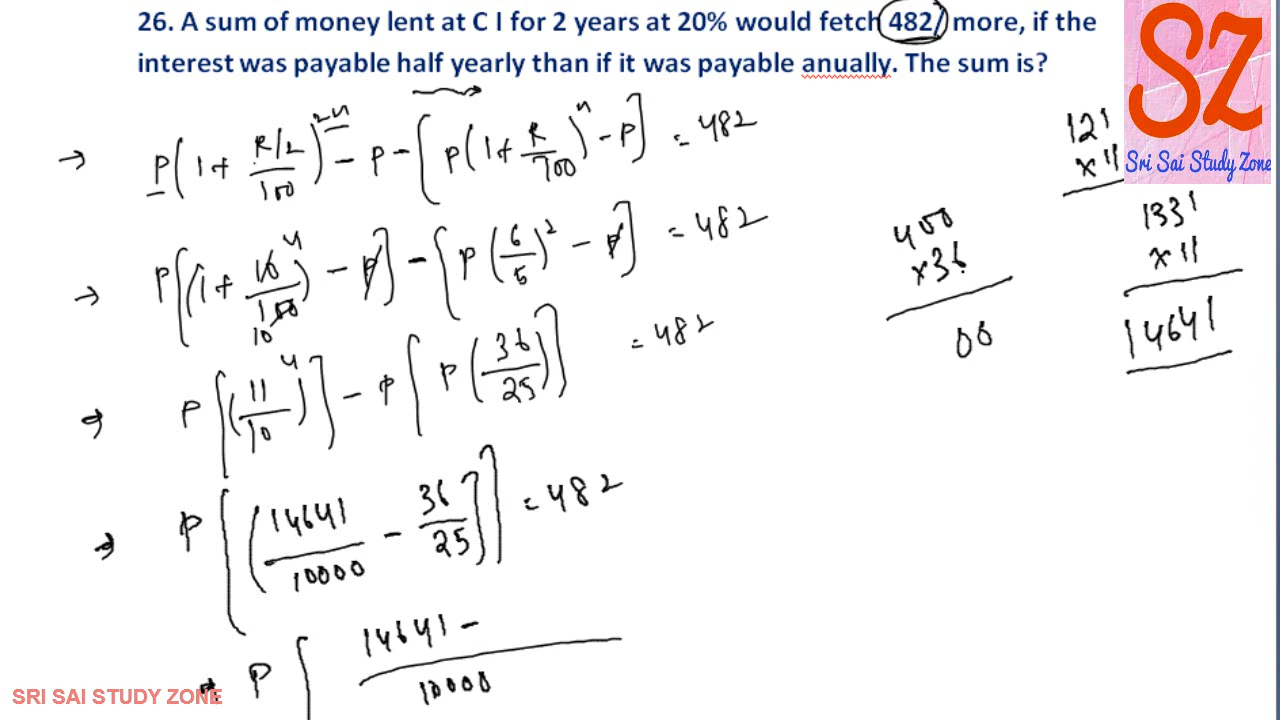 26. A sum of money lent at C I for 2 years at 20% would fetch 482/ more, if the
interest was payable half yearly than if it was payable anually. The sum is?
SZ
Sri Sai Study Zone
→ P(1 + R/2 / 100)^2n - P - [P(1 + R/100)^n - P] = 482
→ P[(1 + 10/100)^4 - P] - [P(6/5)^2 - P] = 482
10
⇒ P[(11/10)^4] - P[P(36/25)] = 482
⇒ P[(14641/10000 - 36/25)] = 482
⇒ P[ 14641 - / 10000
400
x36
00
121
x11
1331
x11
14641
SRI SAI STUDY ZONE